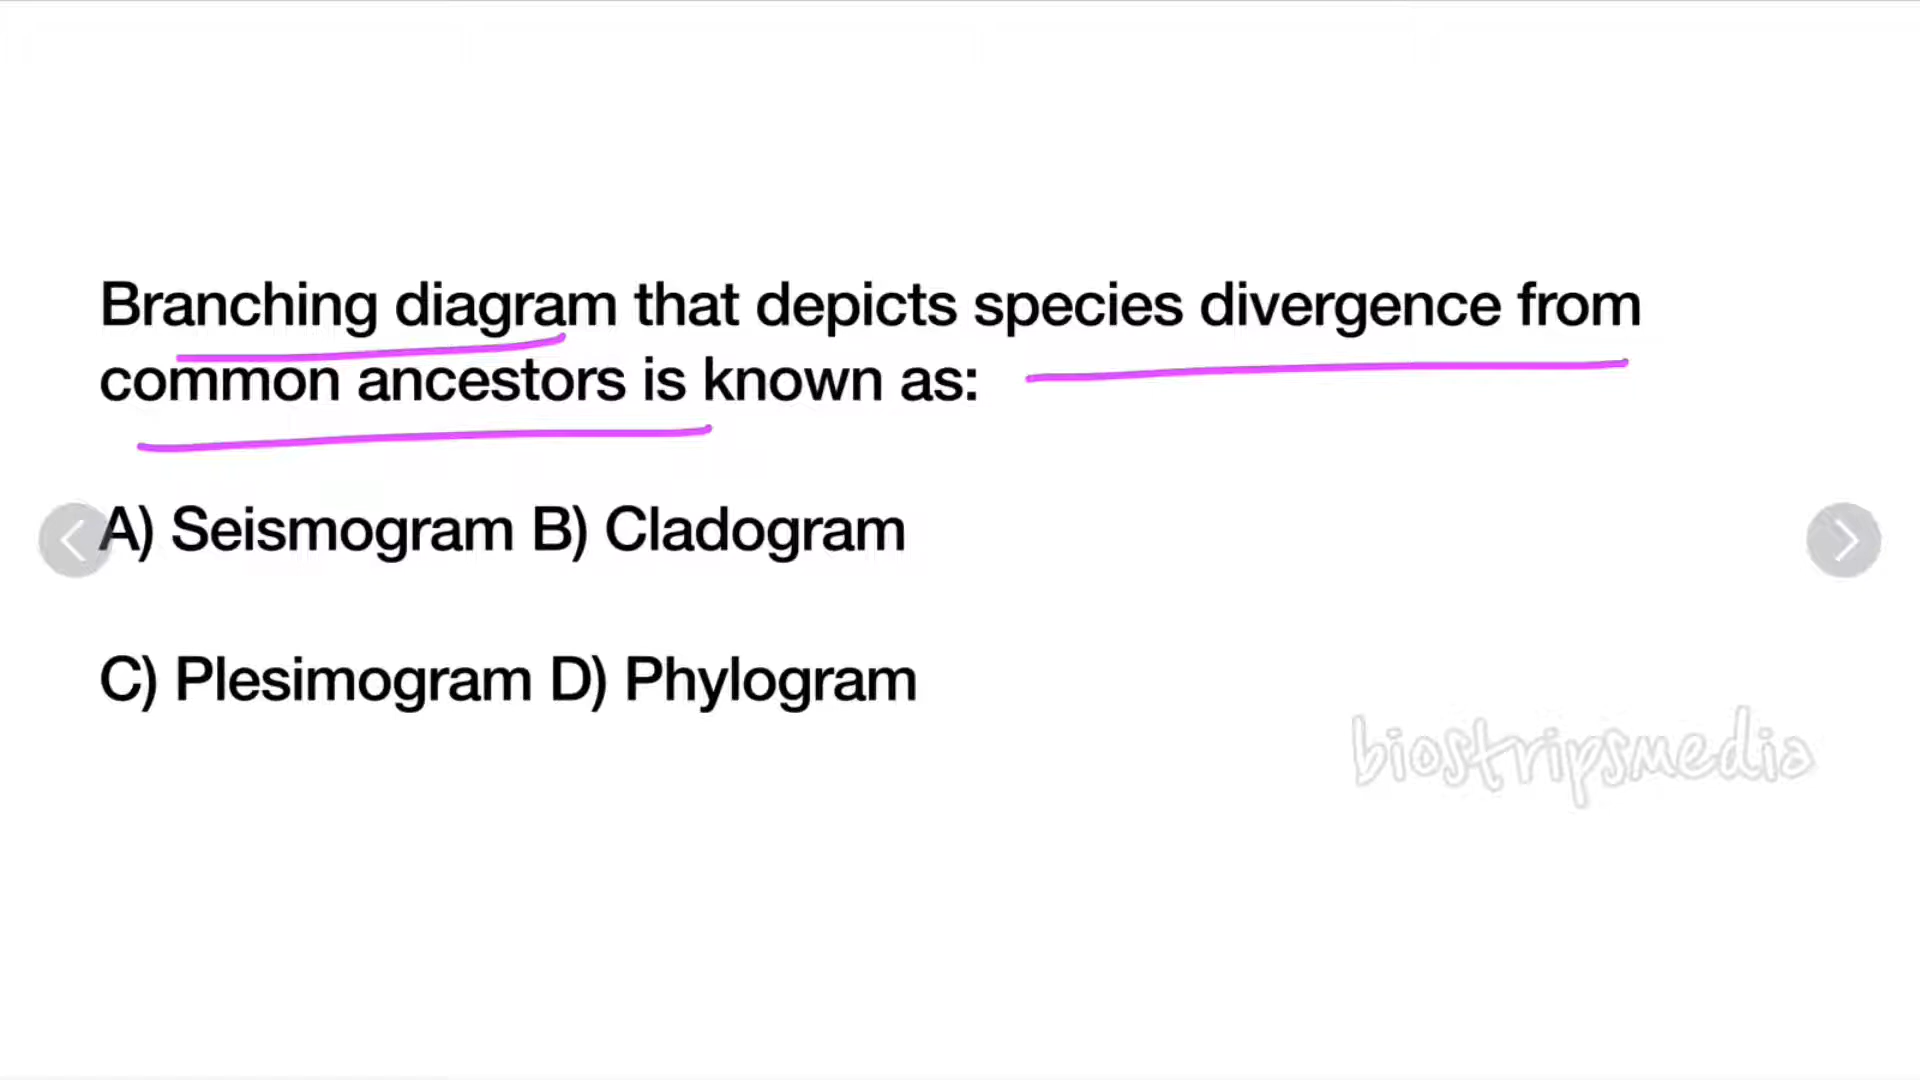 Branching diagram that depicts species divergence from
common ancestors is known as:
A) Seismogram B) Cladogram
C) Plesimogram D) Phylogram
biostripsmedia